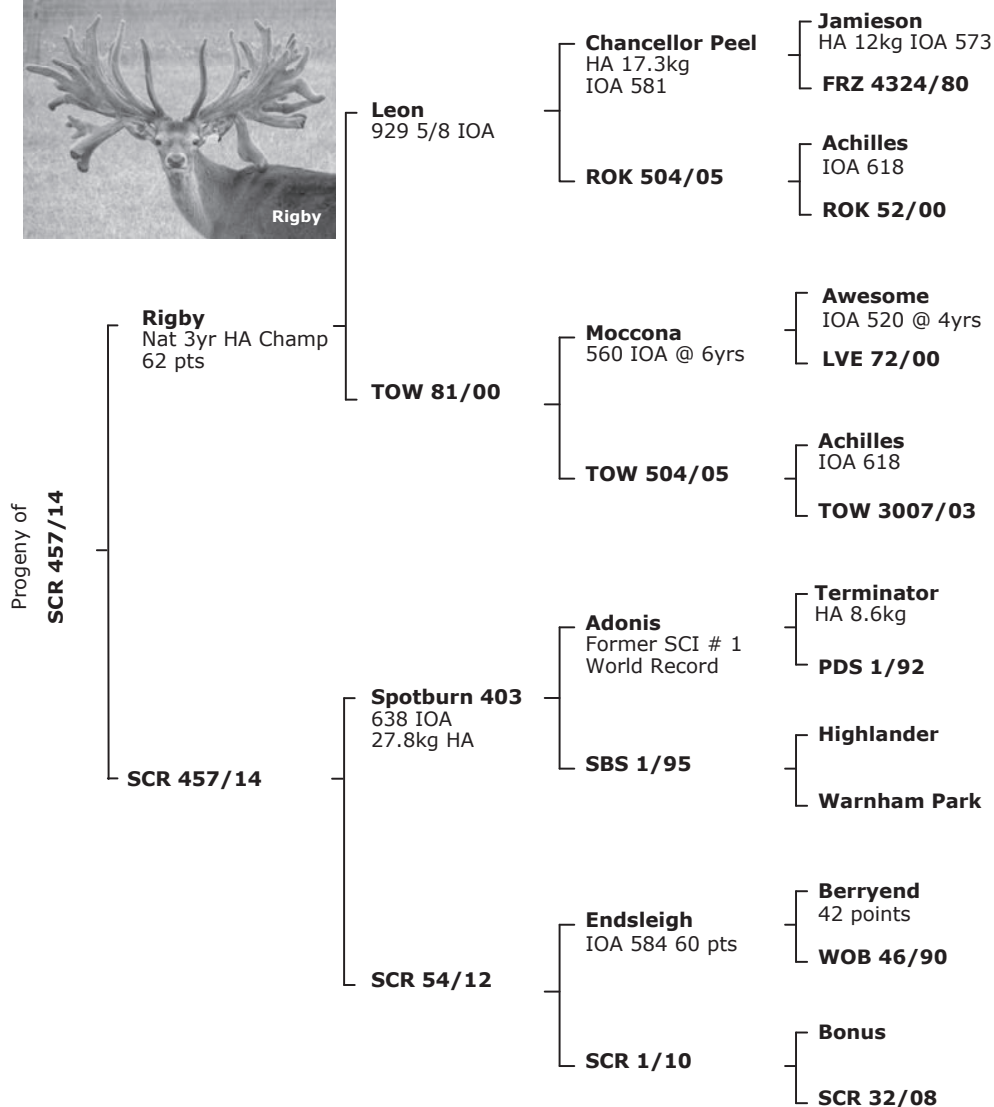 Rigby
Progeny of
SCR 457/14
Rigby
Nat 3yr HA Champ
62 pts
SCR 457/14
Leon
929 5/8 IOA
TOW 81/00
Spotburn 403
638 IOA
27.8kg HA
SCR 54/12
Chancellor Peel
HA 17.3kg
IOA 581
ROK 504/05
Moccona
560 IOA @ 6yrs
TOW 504/05
Adonis
Former SCI # 1
World Record
SBS 1/95
Endsleigh
IOA 584 60 pts
SCR 1/10
Jamieson
HA 12kg IOA 573
FRZ 4324/80
Achilles
IOA 618
ROK 52/00
Awesome
IOA 520 @ 4yrs
LVE 72/00
Achilles
IOA 618
TOW 3007/03
Terminator
HA 8.6kg
PDS 1/92
Highlander
Warnham Park
Berryend
42 points
WOB 46/90
Bonus
SCR 32/08